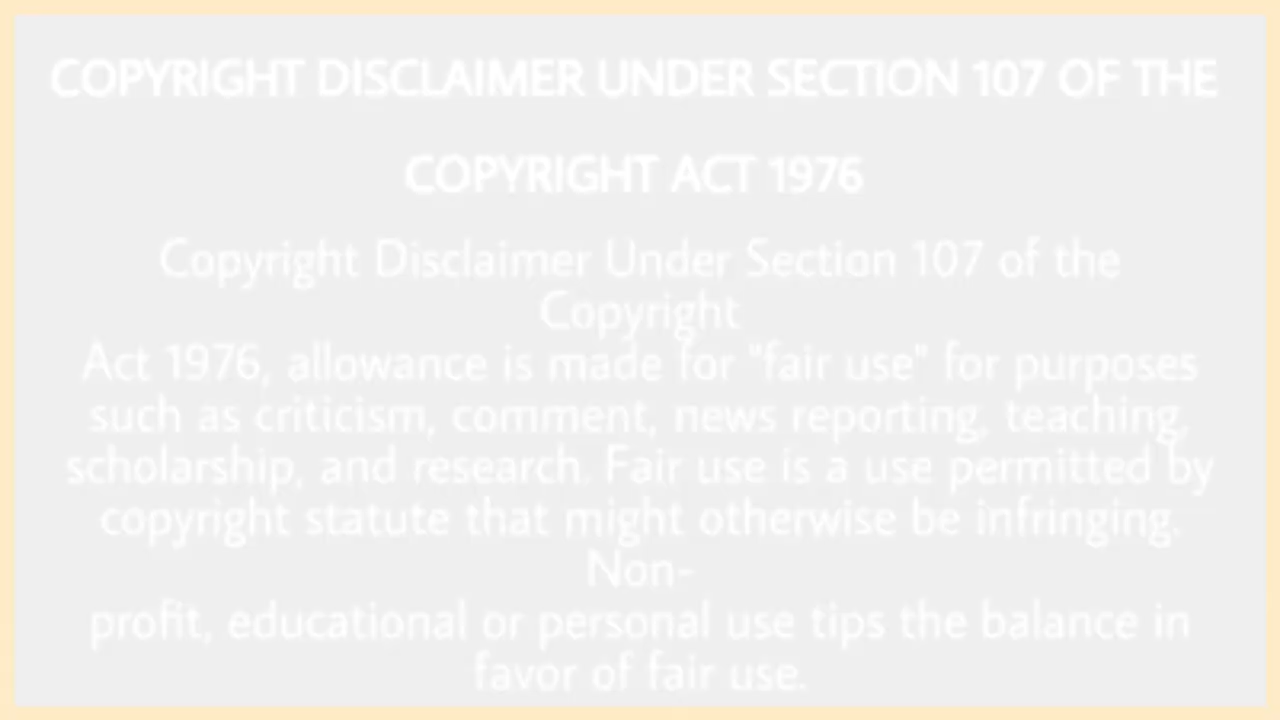 COPYRIGHT DISCLAIMER UNDER SECTION 107 OF THE
COPYRIGHT ACT 1976
Copyright Disclaimer Under Section 107 of the
Copyright
Act 1976, allowance is made for "fair use" for purposes
such as criticism, comment, news reporting, teaching,
scholarship, and research. Fair use is a use permitted by
copyright statute that might otherwise be infringing.
Non-
profit, educational or personal use tips the balance in
favor of fair use.